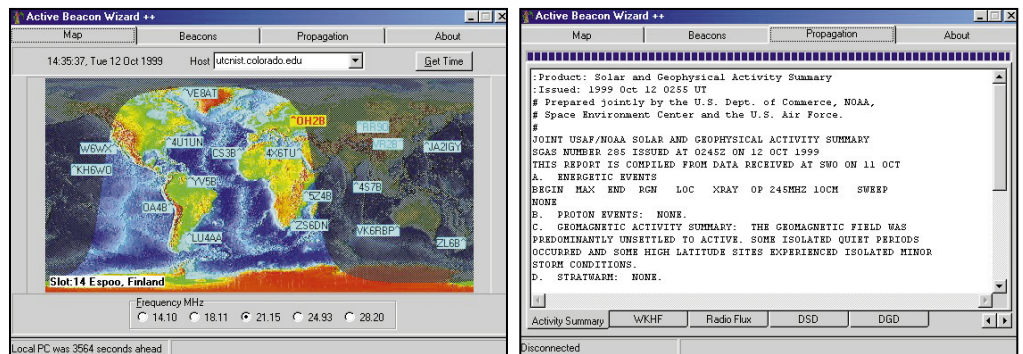 Active Beacon Wizard ++
Map Beacons Propagation About
14:35:37, Tue 12 Oct 1999 Host utcnist.colorado.edu Get Time
^VE8AT
^OH2B
^RR9O
W6WX^
^4U1UN
CS3B^
4X6TU^
VR2B^
^JA2IGY
^KH6WO
^YV5B
^4S7B
OA4B^
^5Z4B
^LU4AA
^ZS6DN
VK6RBP^
ZL6B^
Slot:14 Espoo, Finland
Frequency MHz
14.10 18.11 21.15 24.93 28.20
Local PC was 3564 seconds ahead
Active Beacon Wizard ++
Map Beacons Propagation About
:Product: Solar and Geophysical Activity Summary
:Issued: 1999 Oct 12 0255 UT
# Prepared jointly by the U.S. Dept. of Commerce, NOAA,
# Space Environment Center and the U.S. Air Force.
#
JOINT USAF/NOAA SOLAR AND GEOPHYSICAL ACTIVITY SUMMARY
SGAS NUMBER 285 ISSUED AT 0245Z ON 12 OCT 1999
THIS REPORT IS COMPILED FROM DATA RECEIVED AT SWO ON 11 OCT
A. ENERGETIC EVENTS
BEGIN MAX END RGN LOC XRAY OP 245MHZ 10CM SWEEP
NONE
B. PROTON EVENTS: NONE.
C. GEOMAGNETIC ACTIVITY SUMMARY: THE GEOMAGNETIC FIELD WAS
PREDOMINANTLY UNSETTLED TO ACTIVE. SOME ISOLATED QUIET PERIODS
OCCURRED AND SOME HIGH LATITUDE SITES EXPERIENCED ISOLATED MINOR
STORM CONDITIONS.
D. STRATWARM: NONE.
Activity Summary WKHF Radio Flux DSD DGD
Disconnected